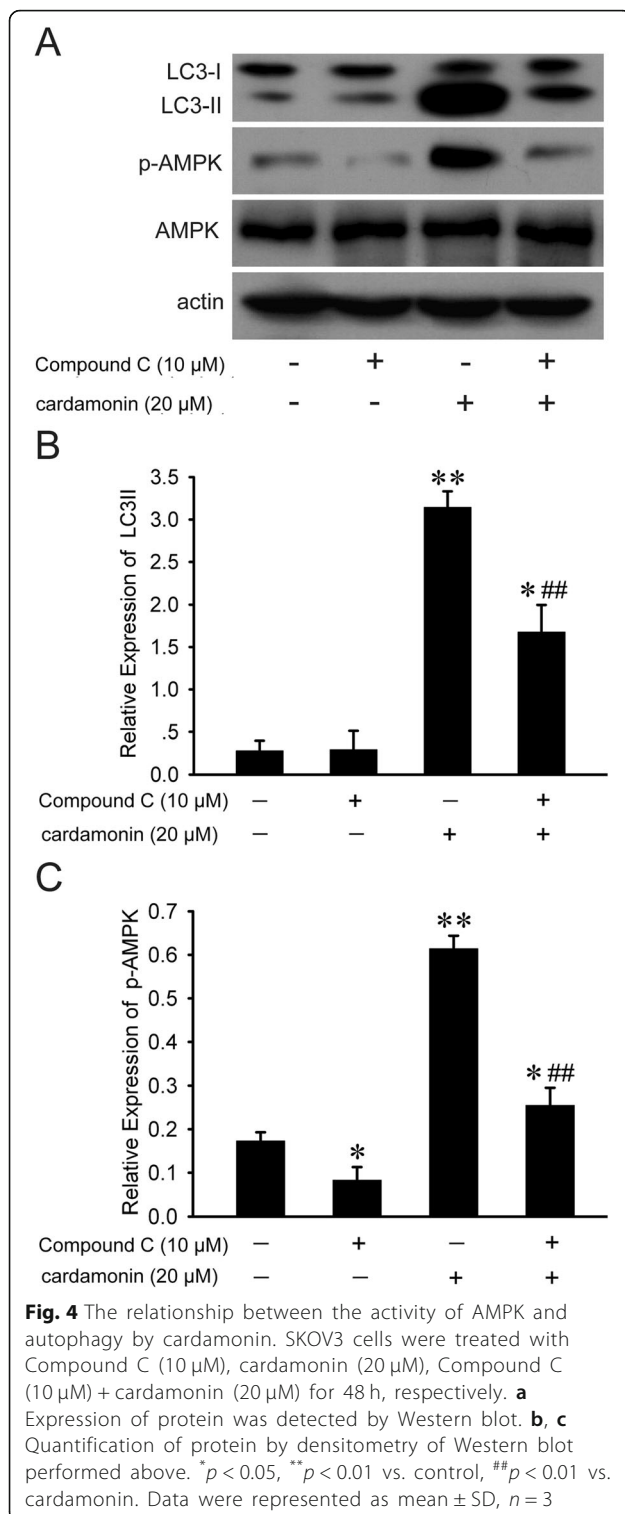 A
LC3-I
LC3-II
p-AMPK
AMPK
actin
Compound C (10 µM) - + - +
cardamonin (20 µM) - - + +
B
Relative Expression of LC3II
3.5
3.0
2.5
2.0
1.5
1.0
.5
0.0
**
* ##
Compound C (10 µM) – + – +
cardamonin (20 µM) – – + +
C
Relative Expression of p-AMPK
0.7
0.6
0.5
0.4
0.3
0.2
0.1
0.0
*
**
* ##
Compound C (10 µM) – + – +
cardamonin (20 µM) – – + +
Fig. 4 The relationship between the activity of AMPK and
autophagy by cardamonin. SKOV3 cells were treated with
Compound C (10 µM), cardamonin (20 µM), Compound C
(10 µM) + cardamonin (20 µM) for 48 h, respectively. a
Expression of protein was detected by Western blot. b, c
Quantification of protein by densitometry of Western blot
performed above. *p < 0.05, **p < 0.01 vs. control, ##p < 0.01 vs.
cardamonin. Data were represented as mean ± SD, n = 3